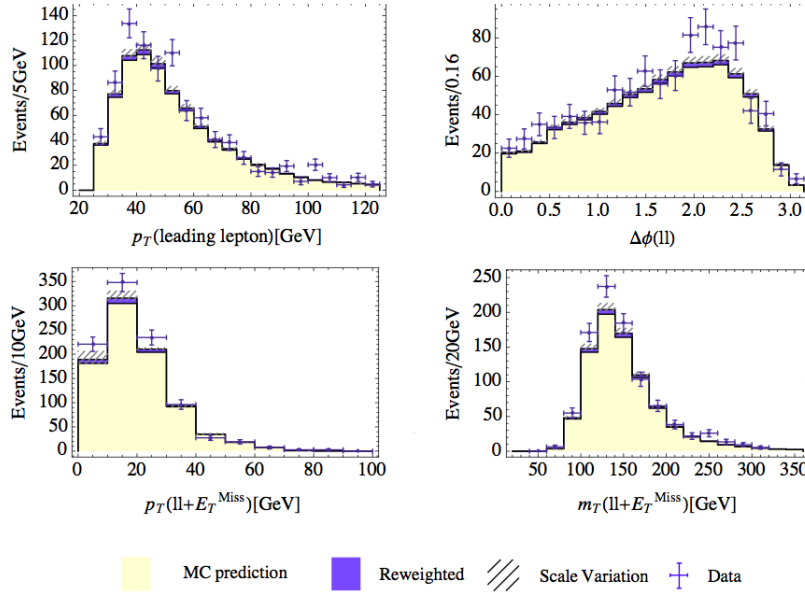 Events/5GeV
140
120
100
80
60
40
20
0
20 40 60 80 100 120
p_T(leading lepton)[GeV]
Events/0.16
80
60
40
20
0
0.0 0.5 1.0 1.5 2.0 2.5 3.0
Δϕ(ll)
Events/10GeV
350
300
250
200
150
100
50
0
0 20 40 60 80 100
p_T(ll+E_T^Miss)[GeV]
Events/20GeV
250
200
150
100
50
0
50 100 150 200 250 300 350
m_T(ll+E_T^Miss)[GeV]
MC prediction Reweighted Scale Variation Data